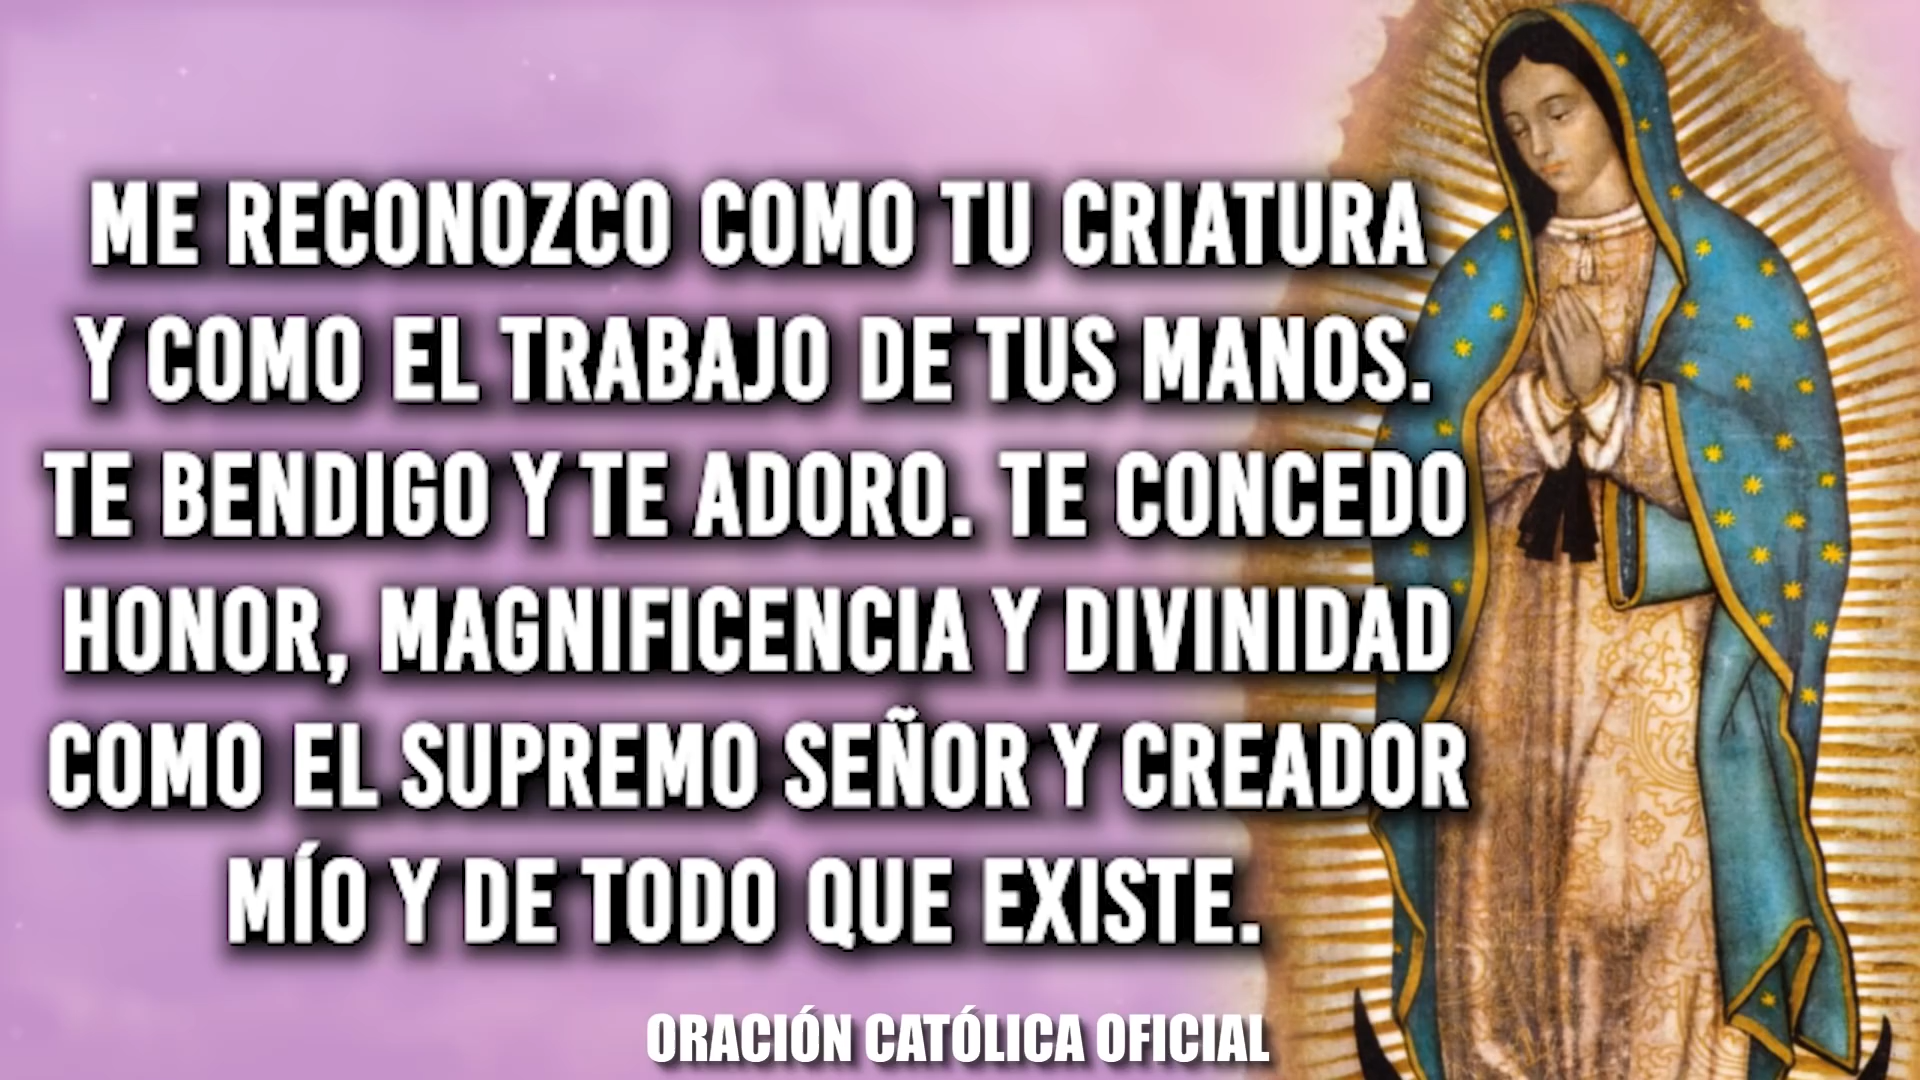 ME RECONOZCO COMO TU CRIATURA
Y COMO EL TRABAJO DE TUS MANOS.
TE BENDIGO Y TE ADORO. TE CONCEDO
HONOR, MAGNIFICENCIA Y DIVINIDAD
COMO EL SUPREMO SEÑOR Y CREADOR
MÍO Y DE TODO QUE EXISTE.
ORACIÓN CATÓLICA OFICIAL